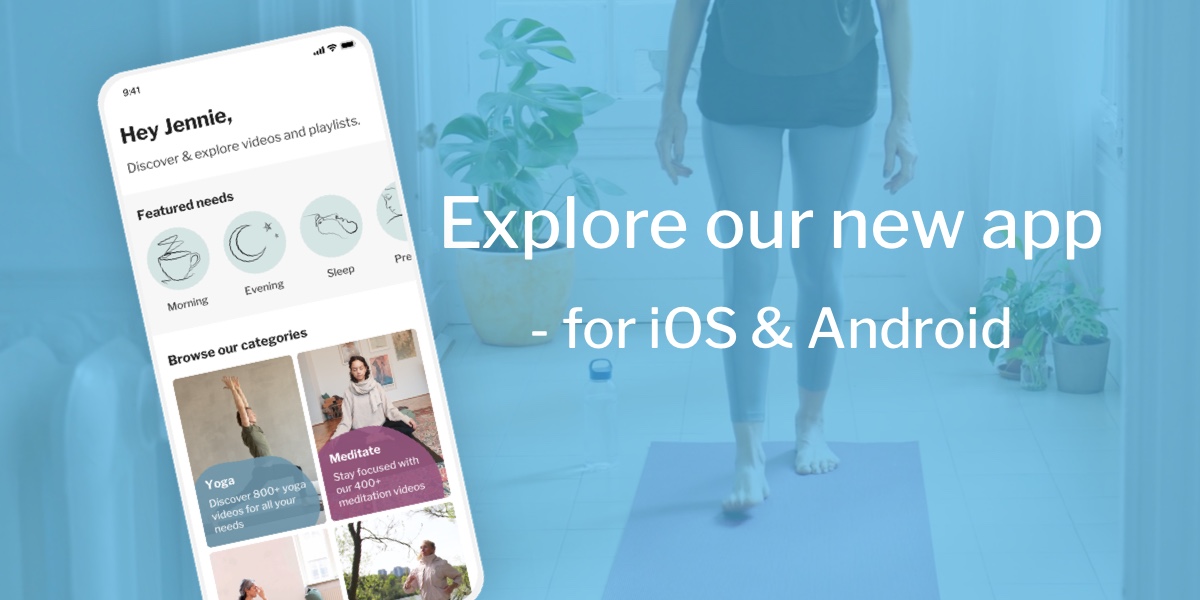 9:41
Hey Jennie,
Discover & explore videos and playlists.
Featured needs
Morning
Evening
Sleep
Pre
Browse our categories
Yoga
Discover 800+ yoga
videos for all your
needs
Meditate
Stay focused with
our 400+
meditation videos
Explore our new app
- for iOS & Android